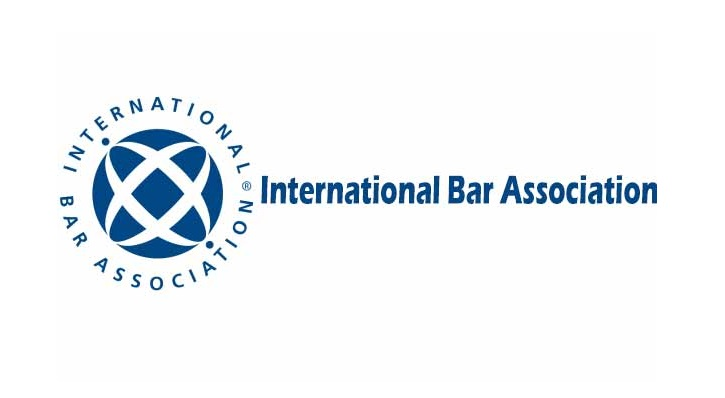 INTERNATIONAL
BAR ASSOCIATION
®
International Bar Association